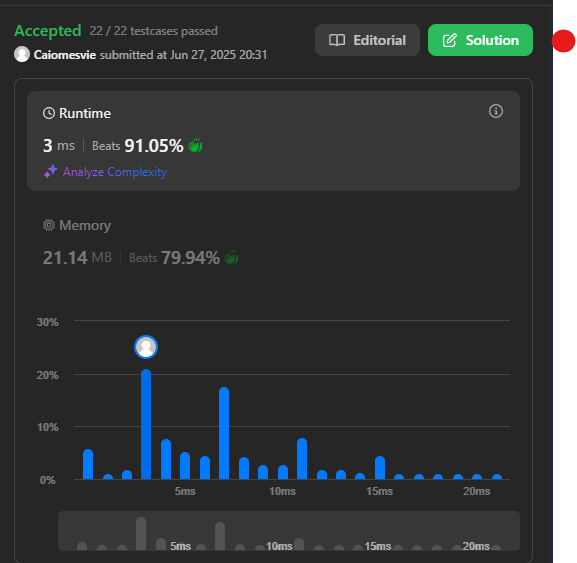 Accepted 22 / 22 testcases passed
Caiomesvie submitted at Jun 27, 2025 20:31
Editorial
Solution
Runtime
3 ms | Beats 91.05%
Analyze Complexity
Memory
21.14 MB | Beats 79.94%
30%
20%
10%
0%
5ms 10ms 15ms 20ms
5ms 10ms 15ms 20ms